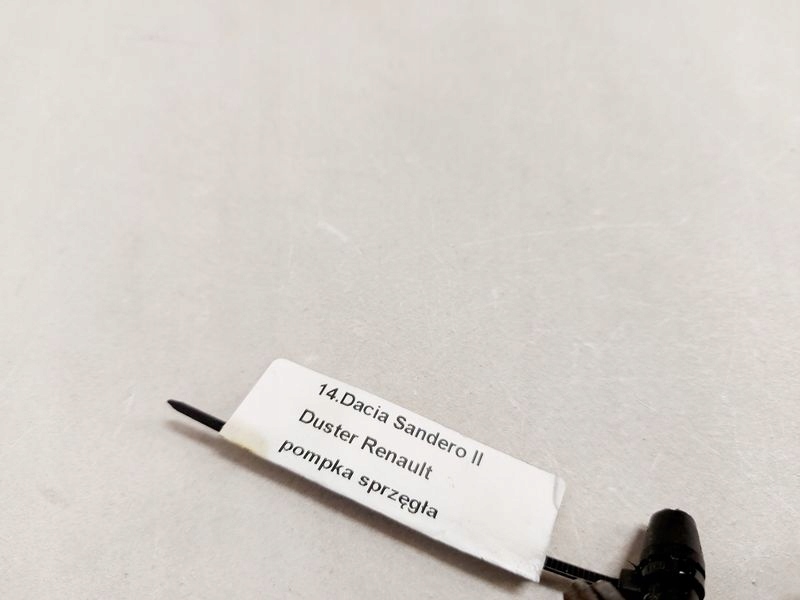 14.Dacia Sandero II
Duster Renault
pompka sprzęgła